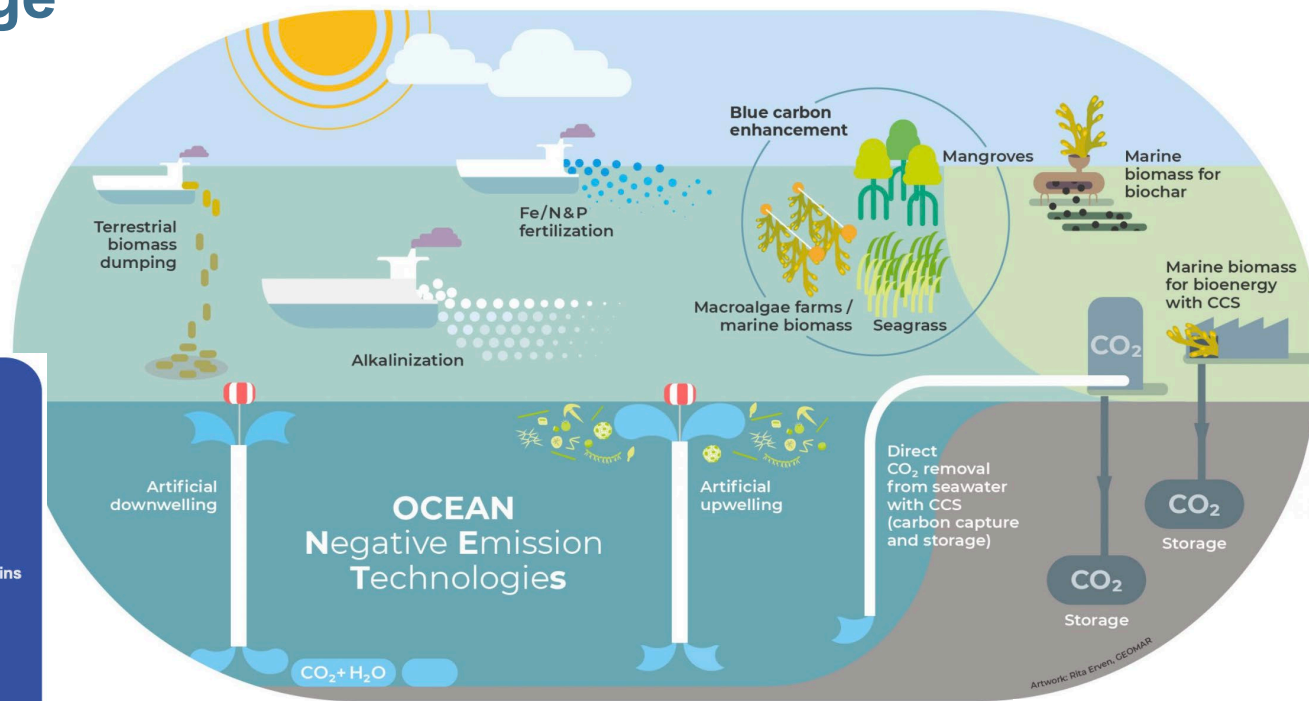 ge
Blue carbon
enhancement
Mangroves
Marine
biomass for
biochar
Terrestrial
biomass
dumping
Fe/N&P
fertilization
Macroalgae farms /
marine biomass
Seagrass
Marine biomass
for bioenergy
with CCS
CO₂
Alkalinization
Artificial
downwelling
OCEAN
Negative Emission
Technologies
Artificial
upwelling
Direct
CO₂ removal
from seawater
with CCS
(carbon capture
and storage)
CO₂
Storage
CO₂
Storage
ins
CO₂+H₂O
Artwork: Rita Erven, GEOMAR